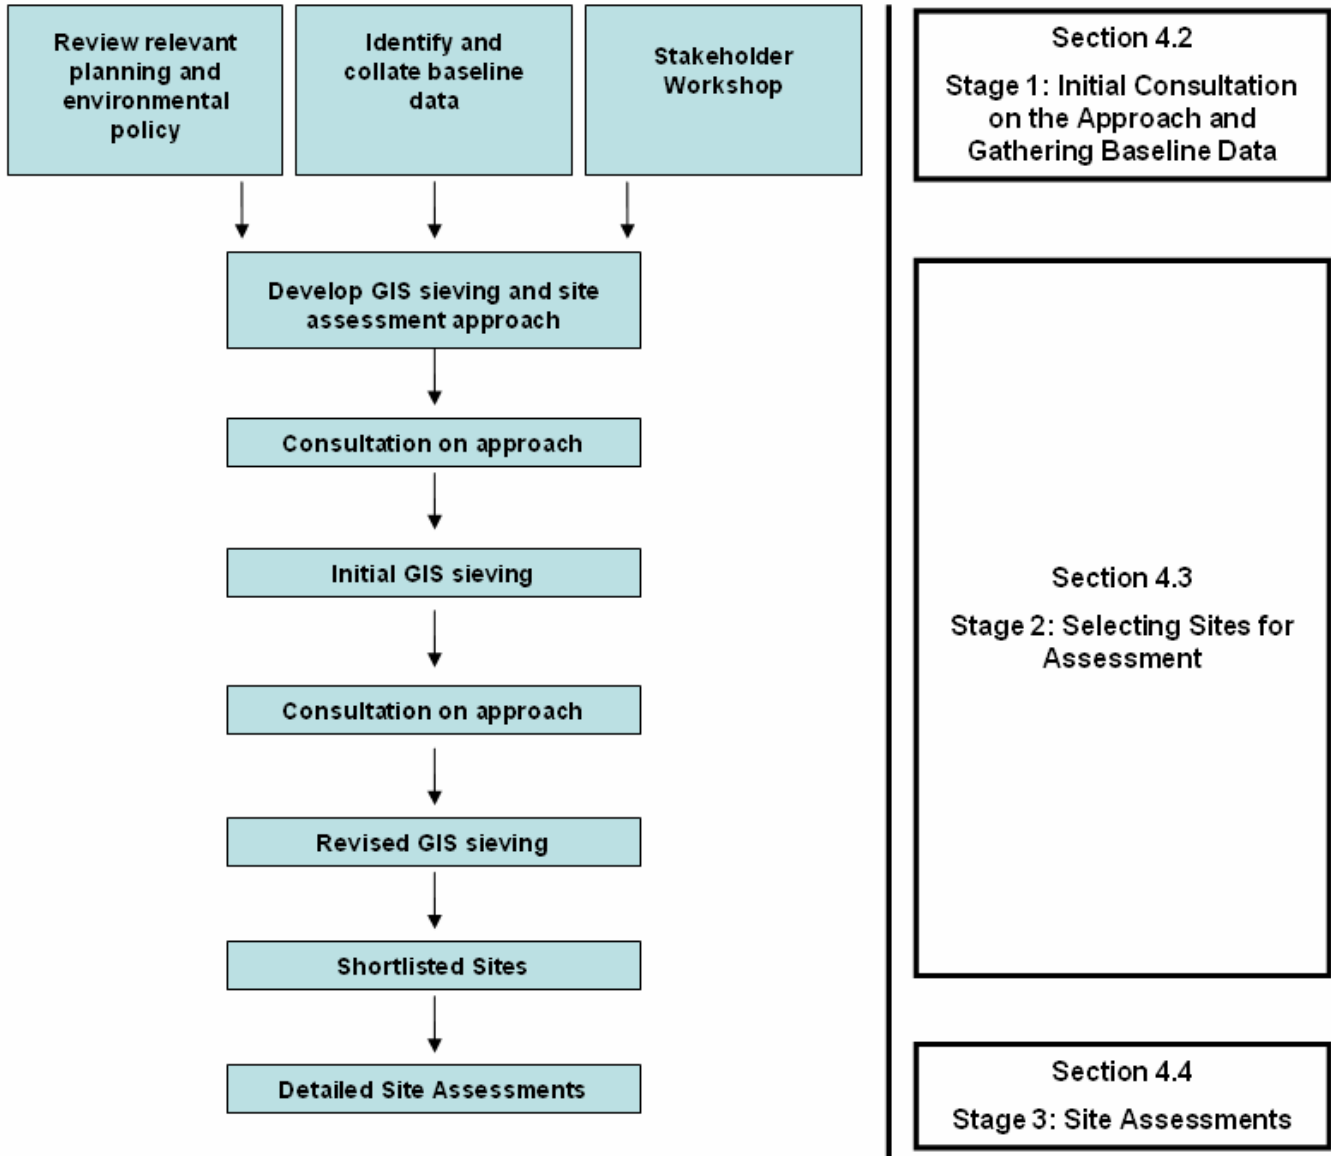 Review relevant
planning and
environmental
policy
Identify and
collate baseline
data
Stakeholder
Workshop
Section 4.2
Stage 1: Initial Consultation
on the Approach and
Gathering Baseline Data
Develop GIS sieving and site
assessment approach
Consultation on approach
Initial GIS sieving
Consultation on approach
Revised GIS sieving
Shortlisted Sites
Section 4.3
Stage 2: Selecting Sites for
Assessment
Detailed Site Assessments
Section 4.4
Stage 3: Site Assessments